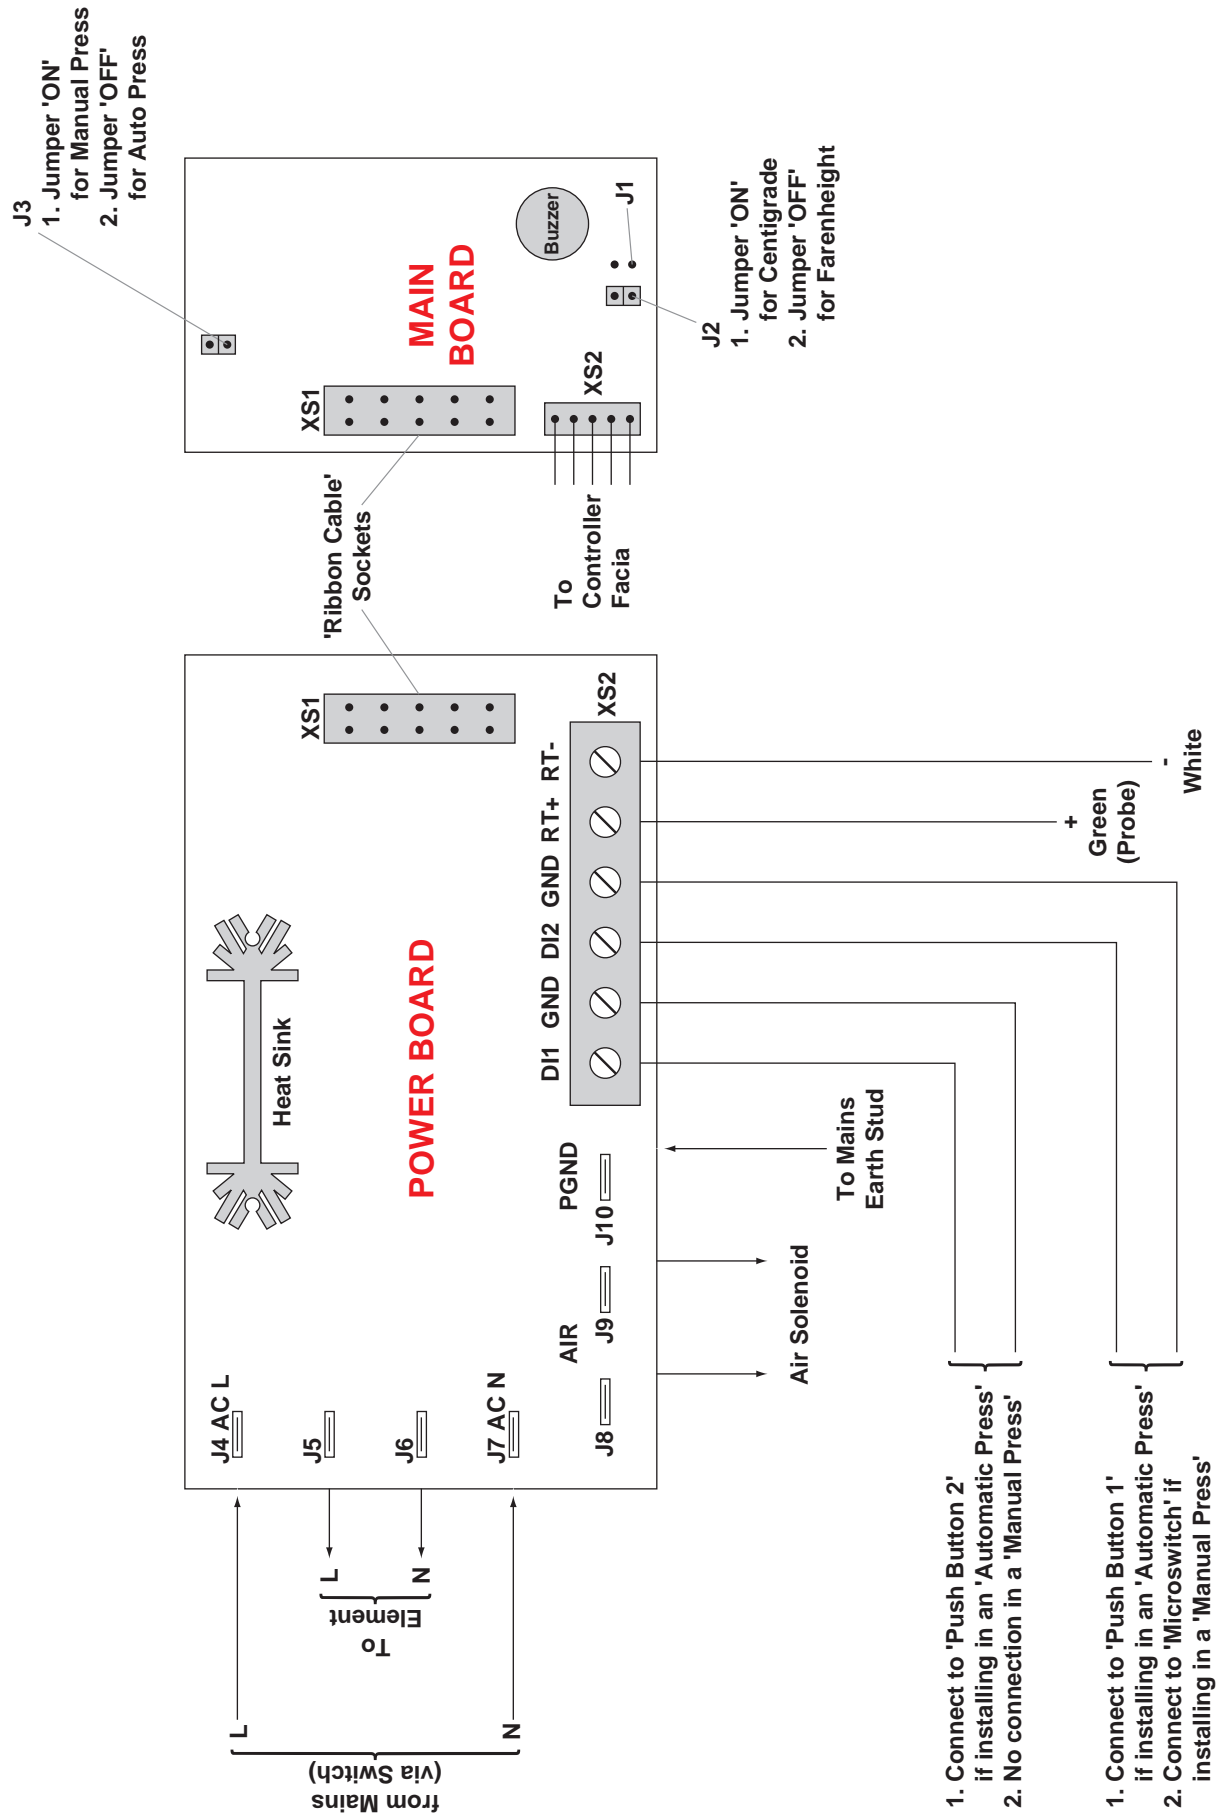 J3
1. Jumper 'ON'
for Manual Press
2. Jumper 'OFF'
for Auto Press
MAIN
BOARD
Buzzer
J1
XS1
XS2
J2
1. Jumper 'ON'
for Centigrade
2. Jumper 'OFF'
for Farenheight
'Ribbon Cable'
Sockets
To
Controller
Facia
XS1
POWER BOARD
Heat Sink
XS2
DI1
GND
DI2
GND
RT+
RT-
J4 AC L
J5
J6
J7 AC N
AIR
PGND
J8
J9
J10
L
N
from Mains
(via Switch)
L
N
To
Element
Air Solenoid
To Mains
Earth Stud
+
Green
(Probe)
-
White
1. Connect to 'Push Button 2'
if installing in an 'Automatic Press'
2. No connection in a 'Manual Press'
1. Connect to 'Push Button 1'
if installing in an 'Automatic Press'
2. Connect to 'Microswitch' if
installing in a 'Manual Press'